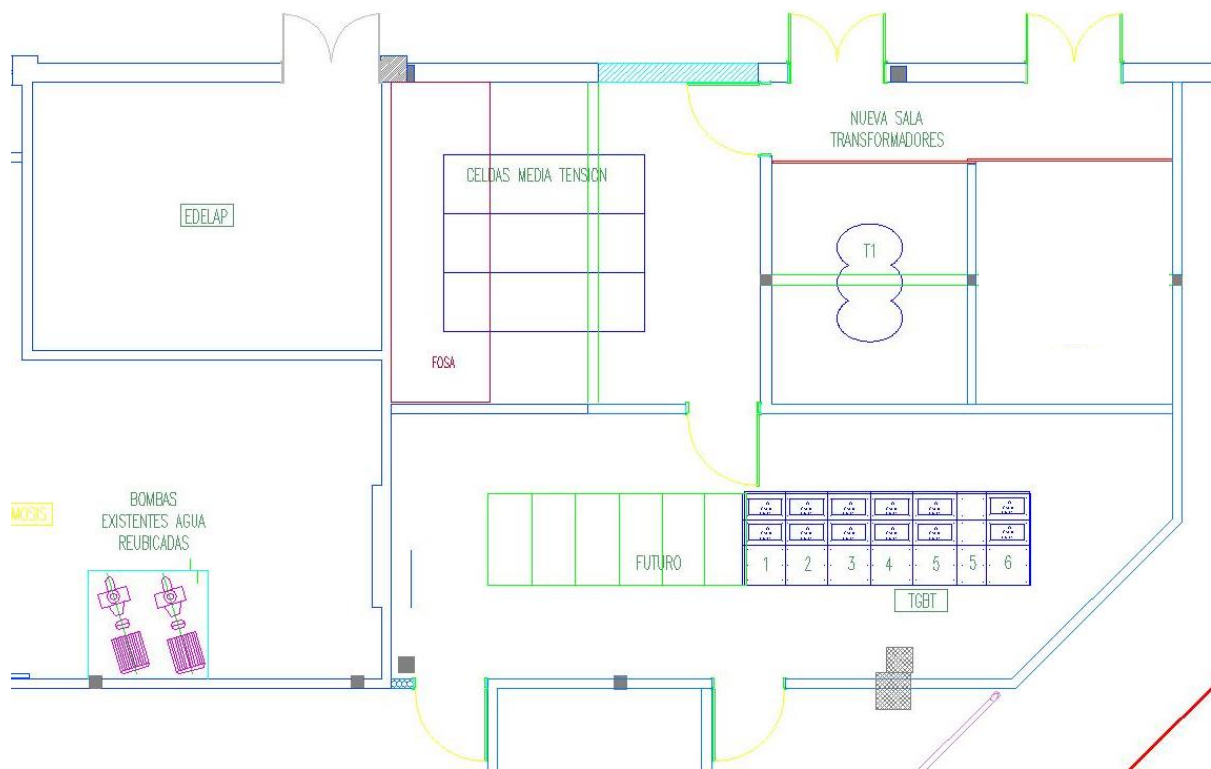 NUEVA SALA
TRANSFORMADORES
CELDAS MEDIA TENSION
EDELAP
T1
FOSA
BOMBAS
EXISTENTES AGUA
REUBICADAS
MOSIS
FUTURO
1 2 3 4 5 5 6
TGBT